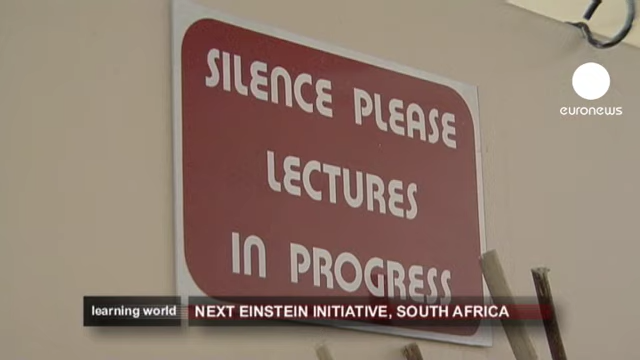 SILENCE PLEASE
LECTURES
IN PROGRESS
euronews
learning world
NEXT EINSTEIN INITIATIVE, SOUTH AFRICA